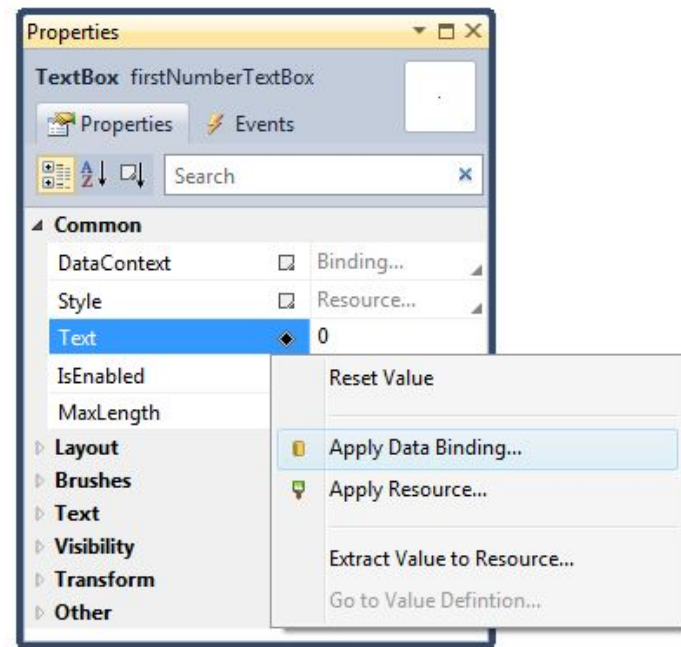 Properties
TextBox firstNumberTextBox
Properties Events
Search
Common
DataContext Binding...
Style Resource...
Text 0
IsEnabled
MaxLength
Layout
Brushes
Text
Visibility
Transform
Other
Reset Value
Apply Data Binding...
Apply Resource...
Extract Value to Resource...
Go to Value Defintion...